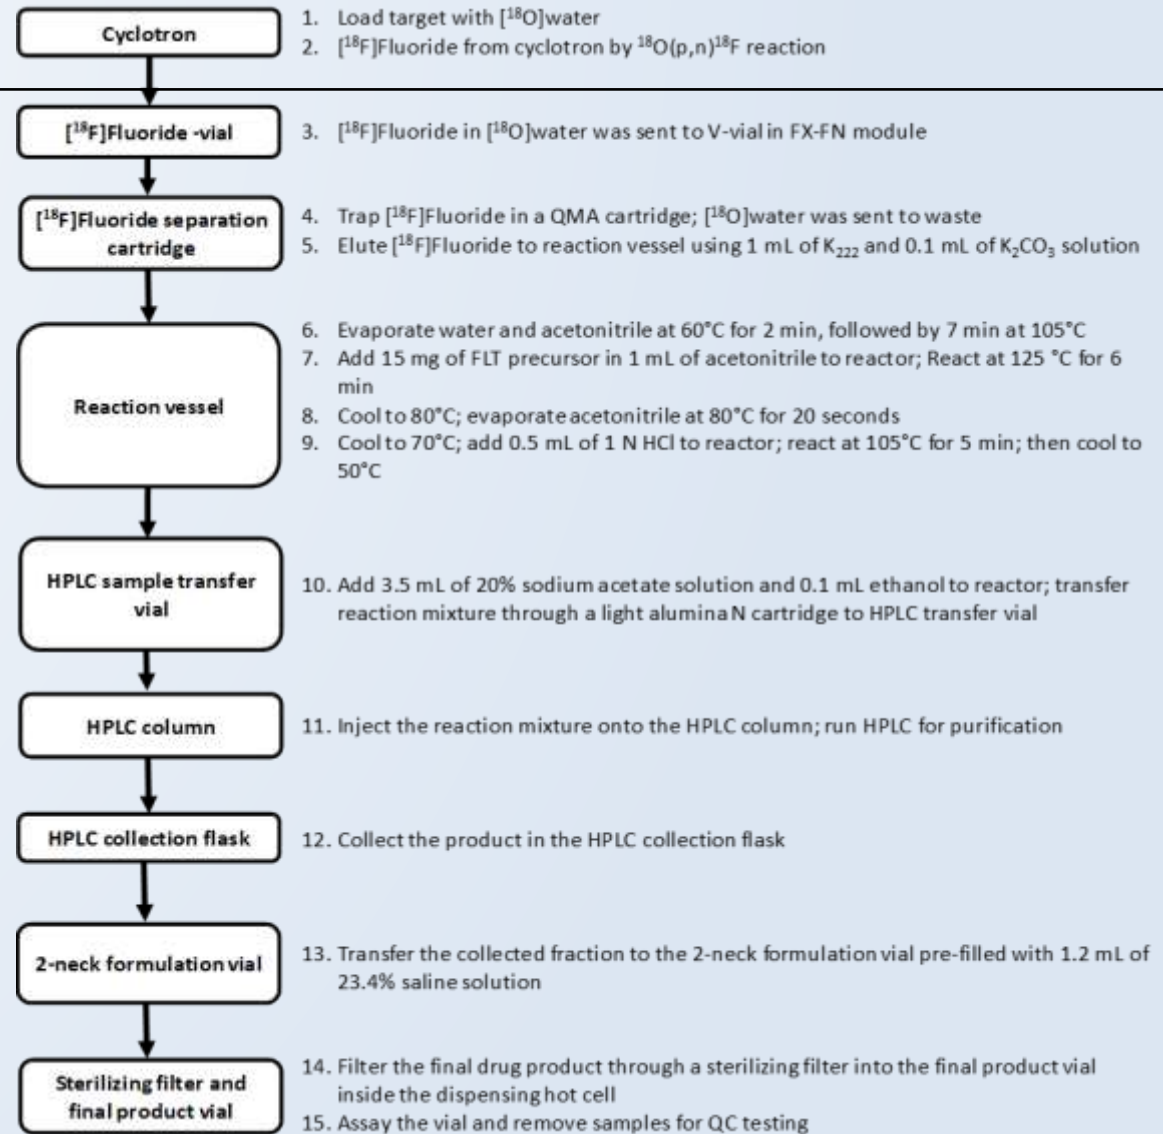 Cyclotron
1. Load target with [¹⁸O]water
2. [¹⁸F]Fluoride from cyclotron by ¹⁸O(p,n)¹⁸F reaction
[¹⁸F]Fluoride -vial
3. [¹⁸F]Fluoride in [¹⁸O]water was sent to V-vial in FX-FN module
[¹⁸F]Fluoride separation
cartridge
4. Trap [¹⁸F]Fluoride in a QMA cartridge; [¹⁸O]water was sent to waste
5. Elute [¹⁸F]Fluoride to reaction vessel using 1 mL of K₂₂₂ and 0.1 mL of K₂CO₃ solution
Reaction vessel
6. Evaporate water and acetonitrile at 60°C for 2 min, followed by 7 min at 105°C
7. Add 15 mg of FLT precursor in 1 mL of acetonitrile to reactor; React at 125 °C for 6
min
8. Cool to 80°C; evaporate acetonitrile at 80°C for 20 seconds
9. Cool to 70°C; add 0.5 mL of 1 N HCl to reactor; react at 105°C for 5 min; then cool to
50°C
HPLC sample transfer
vial
10. Add 3.5 mL of 20% sodium acetate solution and 0.1 mL ethanol to reactor; transfer
reaction mixture through a light alumina N cartridge to HPLC transfer vial
HPLC column
11. Inject the reaction mixture onto the HPLC column; run HPLC for purification
HPLC collection flask
12. Collect the product in the HPLC collection flask
2-neck formulation vial
13. Transfer the collected fraction to the 2-neck formulation vial pre-filled with 1.2 mL of
23.4% saline solution
Sterilizing filter and
final product vial
14. Filter the final drug product through a sterilizing filter into the final product vial
inside the dispensing hot cell
15. Assay the vial and remove samples for QC testing